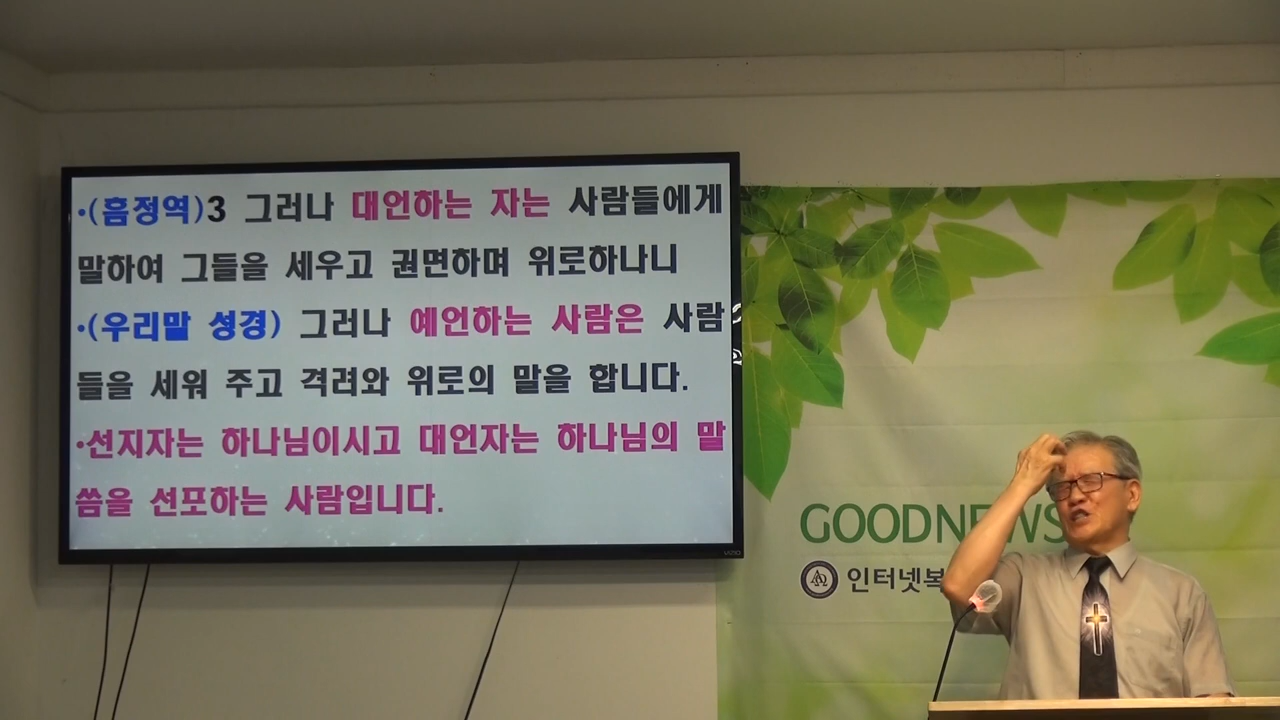 ·(흠정역)3 그러나 대언하는 자는 사람들에게
말하여 그들을 세우고 권면하며 위로하나니
·(우리말 성경) 그러나 예언하는 사람은 사람
들을 세워 주고 격려와 위로의 말을 합니다.
·선지자는 하나님이시고 대언자는 하나님의 말
씀을 선포하는 사람입니다.
GOODNEWS
인터넷복